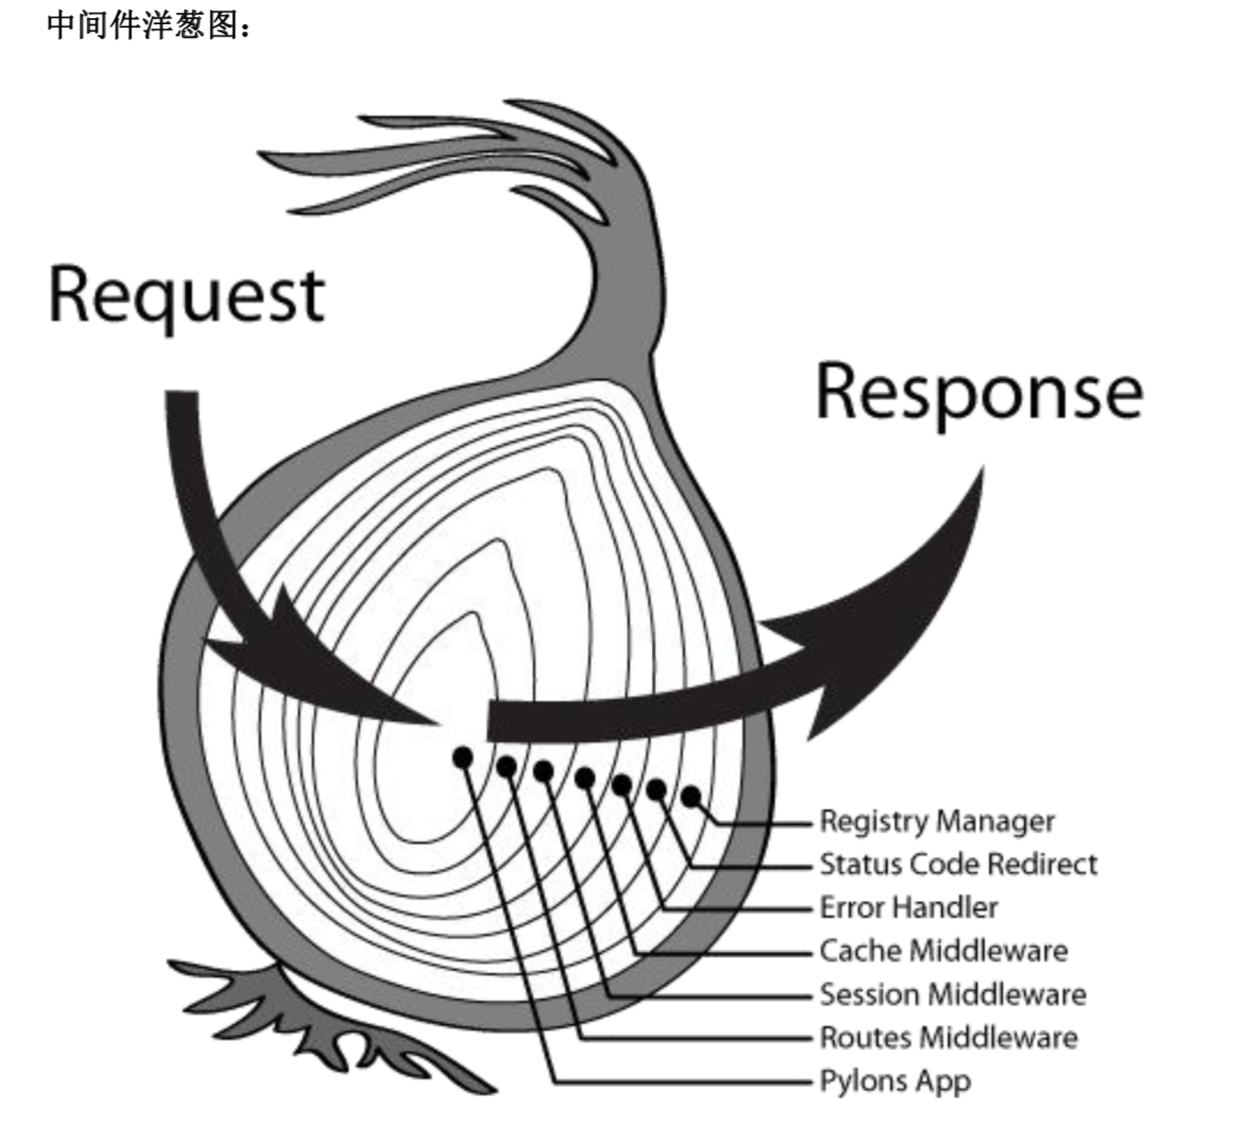 中间件洋葱图：
Request
Response
Registry Manager
Status Code Redirect
Error Handler
Cache Middleware
Session Middleware
Routes Middleware
Pylons App